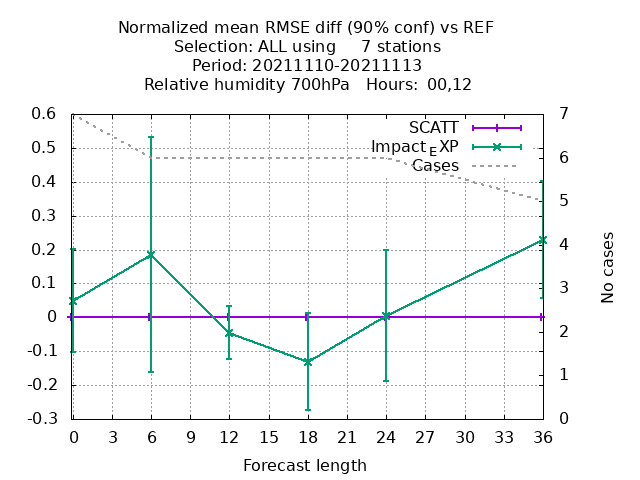 Normalized mean RMSE diff (90% conf) vs REF
Selection: ALL using     7 stations
Period: 20211110-20211113
Relative humidity 700hPa   Hours:  00,12
0.6
0.5
0.4
0.3
0.2
0.1
0
-0.1
-0.2
-0.3
SCATT
Impact_EXP
Cases
7
6
5
4
3
2
1
0
No cases
0 3 6 9 12 15 18 21 24 27 30 33 36
Forecast length